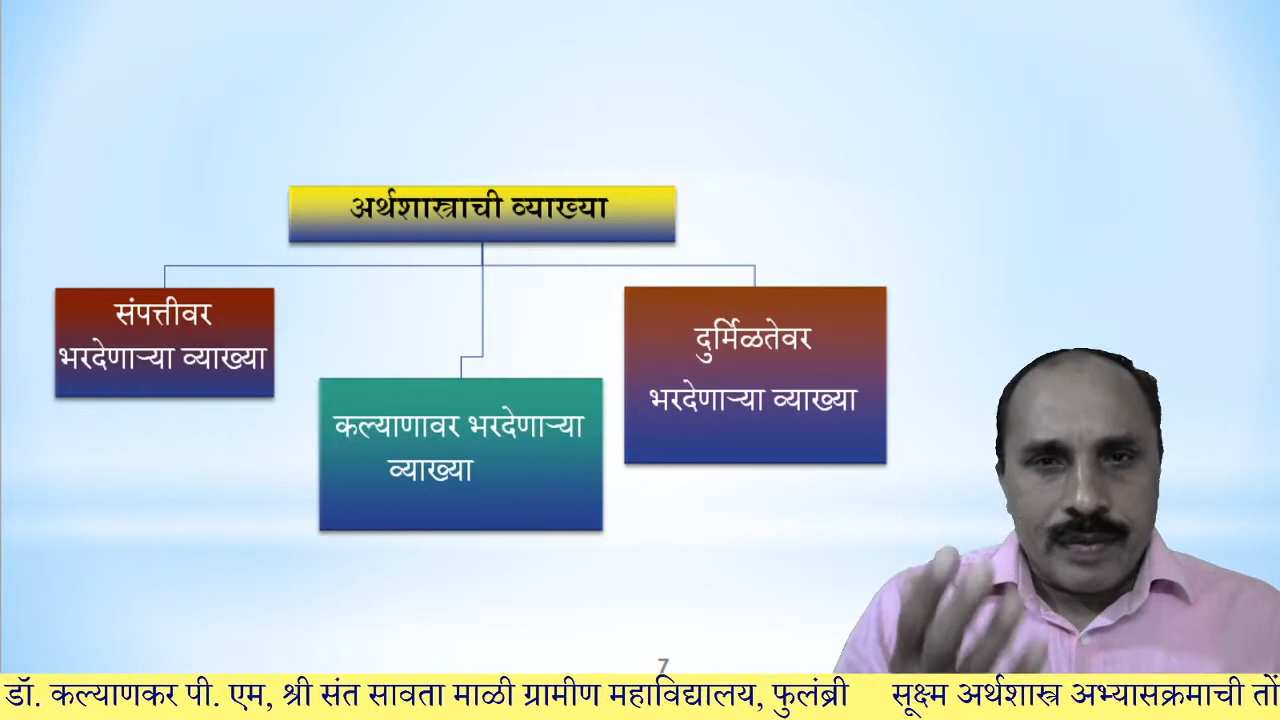 अर्थशास्त्राची व्याख्या
संपत्तीवर
भरदेणाऱ्या व्याख्या
कल्याणावर भरदेणाऱ्या
व्याख्या
दुर्मिळतेवर
भरदेणाऱ्या व्याख्या
7
डॉ. कल्याणकर पी. एम, श्री संत सावता माळी ग्रामीण महाविद्यालय, फुलंब्री सूक्ष्म अर्थशास्त्र अभ्यासक्रमाची